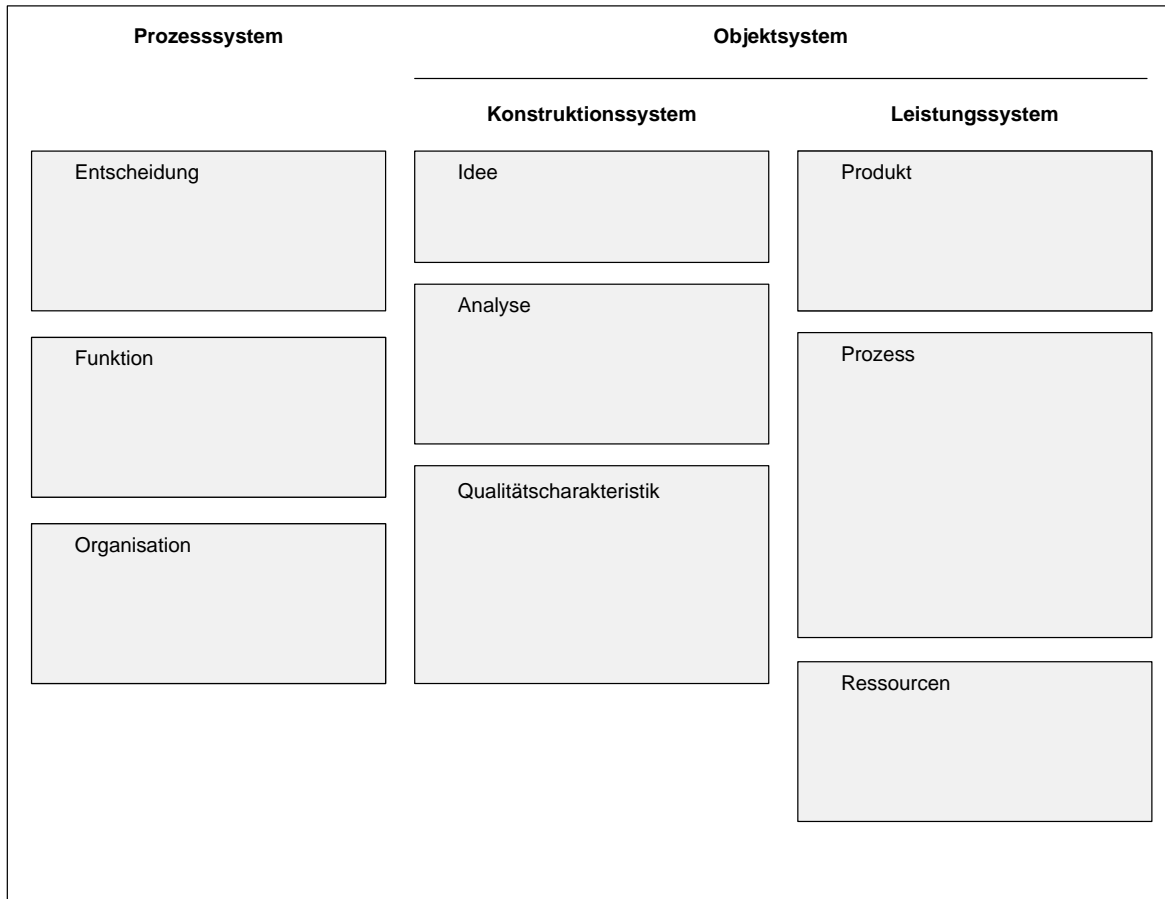 Prozesssystem
Objektsystem
Konstruktionssystem
Leistungssystem
Entscheidung
Idee
Produkt
Analyse
Funktion
Prozess
Qualitätscharakteristik
Organisation
Ressourcen